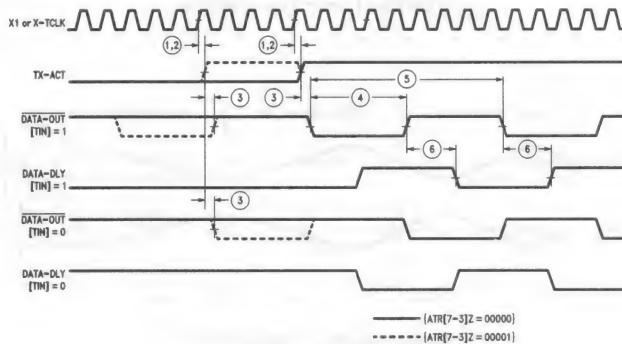 X1 or X-TCLK
1,2
1,2
TX-ACT
5
3
3
4
DATA-OUT
[TIN] = 1
6
6
DATA-DLY
[TIN] = 1
3
DATA-OUT
[TIN] = 0
DATA-DLY
[TIN] = 0
{ATR[7-3]Z = 00000}
{ATR[7-3]Z = 00001}